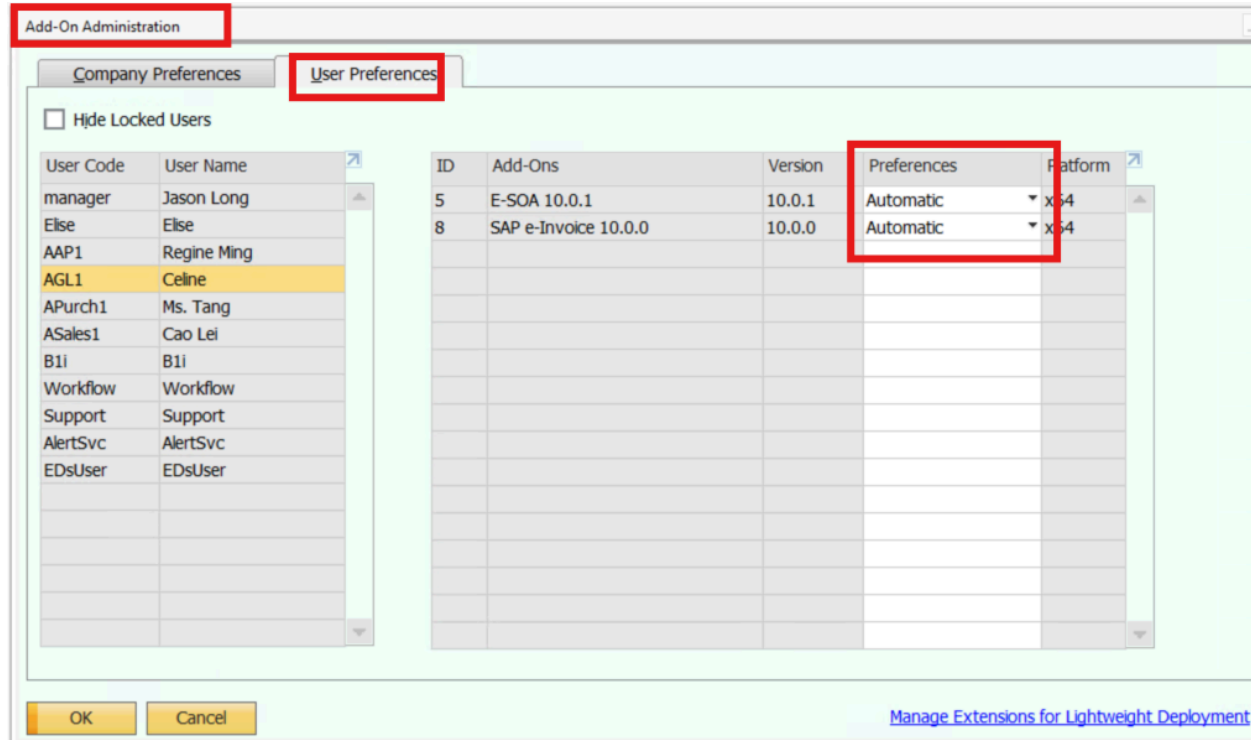 Add-On Administration
Company Preferences User Preferences
Hide Locked Users
User Code User Name
manager Jason Long
Elise Elise
AAP1 Regine Ming
AGL1 Celine
APurch1 Ms. Tang
ASales1 Cao Lei
B1i B1i
Workflow Workflow
Support Support
AlertSvc AlertSvc
EDsUser EDsUser
ID Add-Ons Version Preferences Platform
5 E-SOA 10.0.1 10.0.1 Automatic x64
8 SAP e-Invoice 10.0.0 10.0.0 Automatic x64
OK Cancel Manage Extensions for Lightweight Deployment